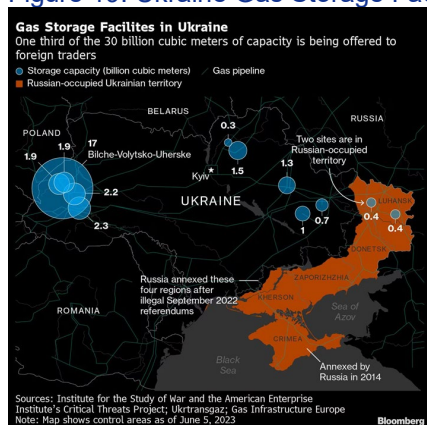 Gas Storage Facilites in Ukraine
One third of the 30 billion cubic meters of capacity is being offered to
foreign traders
Storage capacity (billion cubic meters) Gas pipeline
Russian-occupied Ukrainian territory
BELARUS
RUSSIA
POLAND
0.3
Two sites are in
Russian-occupied
territory
1.9
1.9
17
Bilche-Volytsko-Uherske
Kyiv
1.5
1.3
2.2
UKRAINE
LUHANSK
0.4
0.4
2.3
1
0.7
DONETSK
Russia annexed these
four regions after
illegal September 2022
referendums
ZAPORIZHZHIA
KHERSON
Sea of
Azov
ROMANIA
CRIMEA
Black
Sea
Annexed by
Russia in 2014
Sources: Institute for the Study of War and the American Enterprise
Institute's Critical Threats Project; Ukrtransgaz; Gas Infrastructure Europe
Note: Map shows control areas as of June 5, 2023
Bloomberg